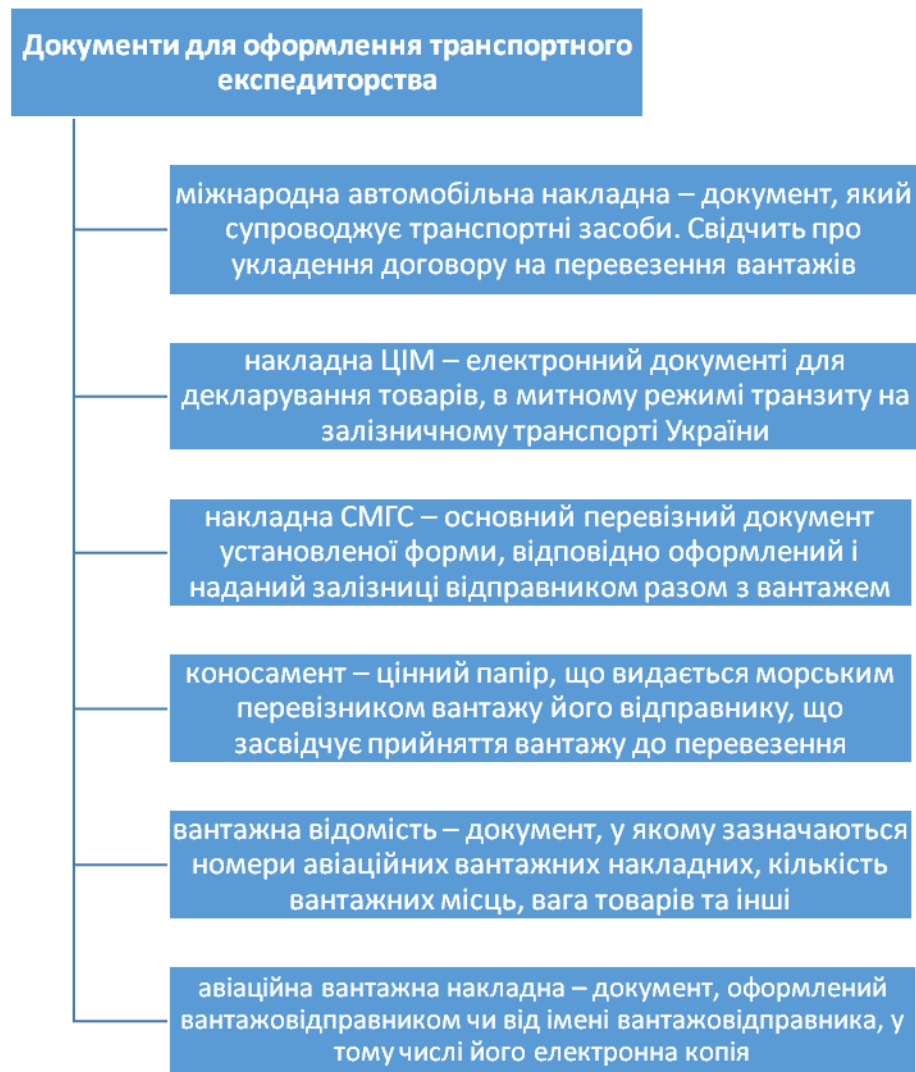 Документи для оформлення транспортного
експедиторства
міжнародна автомобільна накладна – документ, який
супроводжує транспортні засоби. Свідчить про
укладення договору на перевезення вантажів
накладна ЦІМ – електронний документі для
декларування товарів, в митному режимі транзиту на
залізничному транспорті України
накладна СМГС – основний перевізний документ
установленої форми, відповідно оформлений і
наданий залізниці відправником разом з вантажем
коносамент – цінний папір, що видається морським
перевізником вантажу його відправнику, що
засвідчує прийняття вантажу до перевезення
вантажна відомість – документ, у якому зазначаються
номери авіаційних вантажних накладних, кількість
вантажних місць, вага товарів та інші
авіаційна вантажна накладна – документ, оформлений
вантажовідправником чи від імені вантажовідправника, у
тому числі його електронна копія